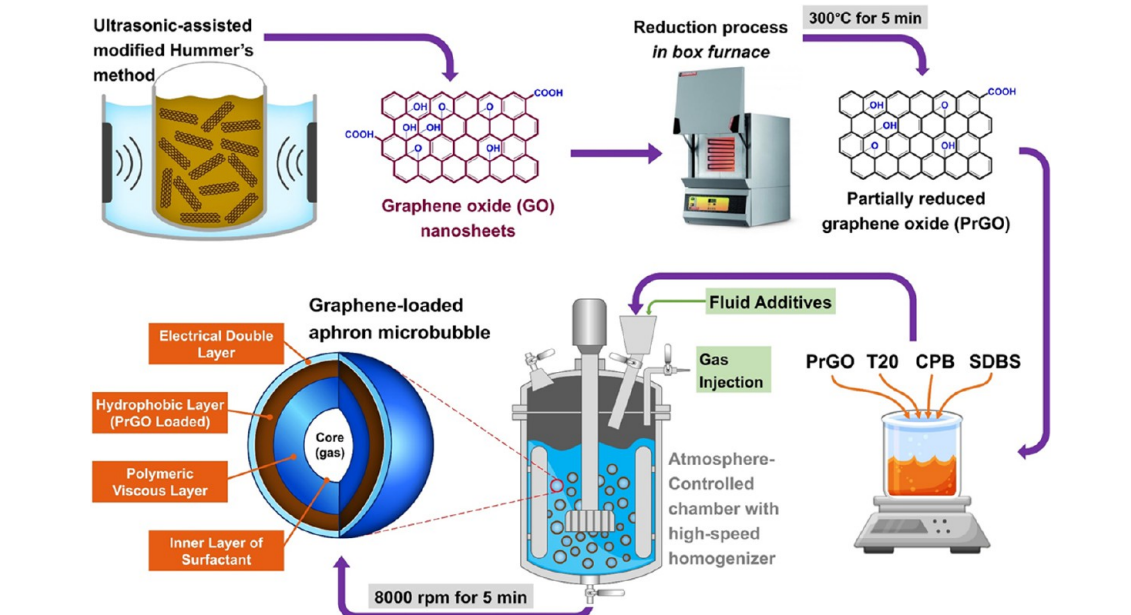 Ultrasonic-assisted
modified Hummer's
method
COOH
OH
O
O
OH
OH
COOH
O
OH
Graphene oxide (GO)
nanosheets
Reduction process
in box furnace
300°C for 5 min
COOH
OH
O
OH
O
OH
Partially reduced
graphene oxide (PrGO)
Graphene-loaded
aphron microbubble
Electrical Double
Layer
Hydrophobic Layer
(PrGO Loaded)
Polymeric
Viscous Layer
Inner Layer of
Surfactant
Core
(gas)
8000 rpm for 5 min
Fluid Additives
Gas
Injection
Atmosphere-
Controlled
chamber with
high-speed
homogenizer
PrGO T20 CPB SDBS